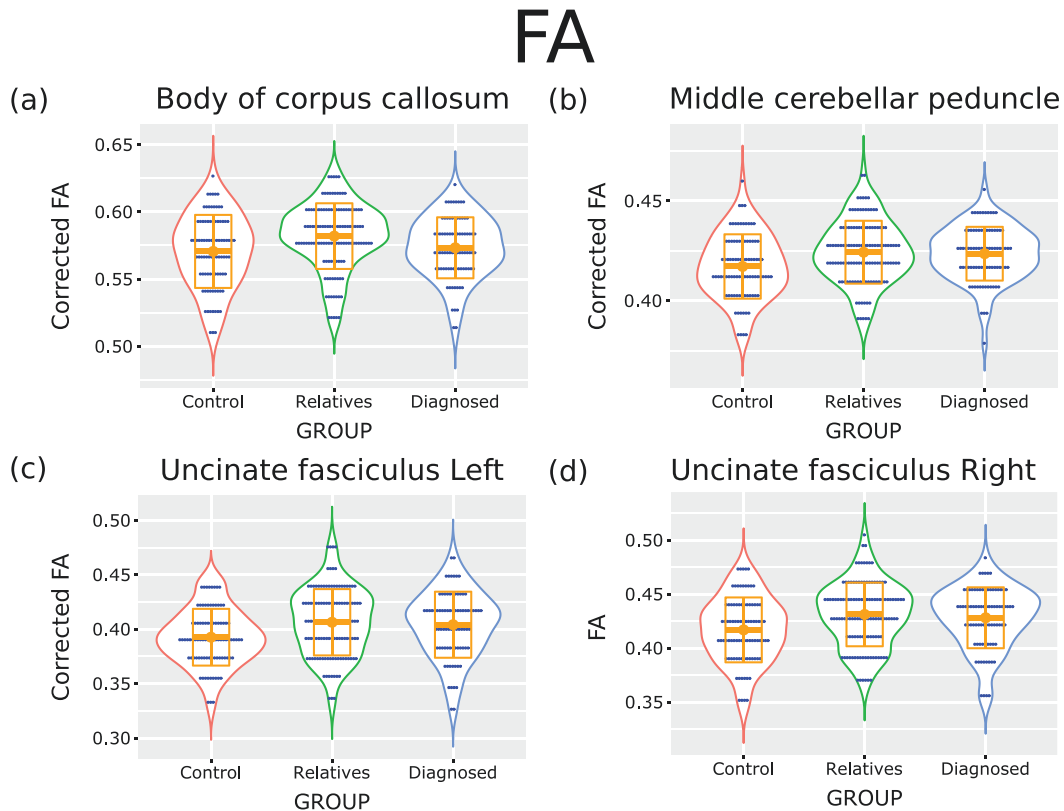 FA
(a) Body of corpus callosum
Corrected FA
0.65
0.60
0.55
0.50
Control Relatives Diagnosed
GROUP
(b) Middle cerebellar peduncle
Corrected FA
0.45
0.40
Control Relatives Diagnosed
GROUP
(c) Uncinate fasciculus Left
Corrected FA
0.50
0.45
0.40
0.35
0.30
Control Relatives Diagnosed
GROUP
(d) Uncinate fasciculus Right
FA
0.50
0.45
0.40
0.35
Control Relatives Diagnosed
GROUP